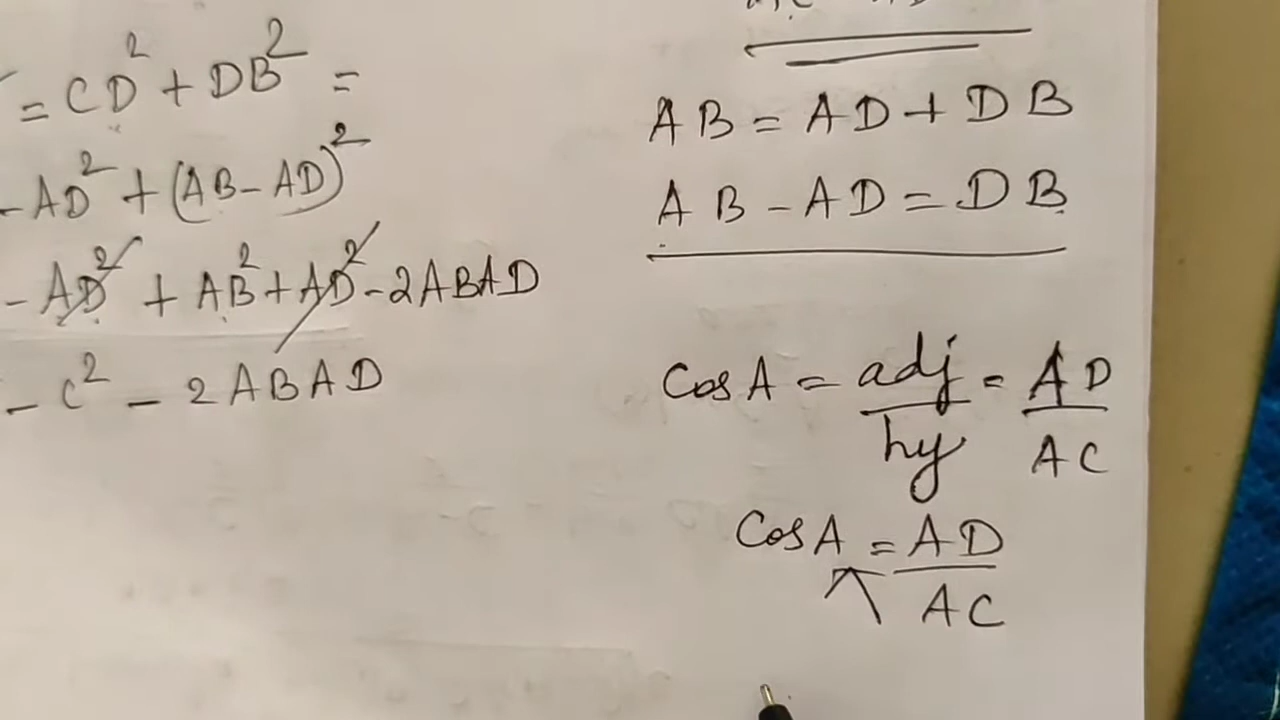 = CD² + DB² =
- AD² + (AB - AD)²
- AD² + AB² + AD² - 2ABAD
- c² - 2ABAD
AB = AD + DB
AB - AD = DB
Cos A = adj/hy = AD/AC
Cos A = AD/AC